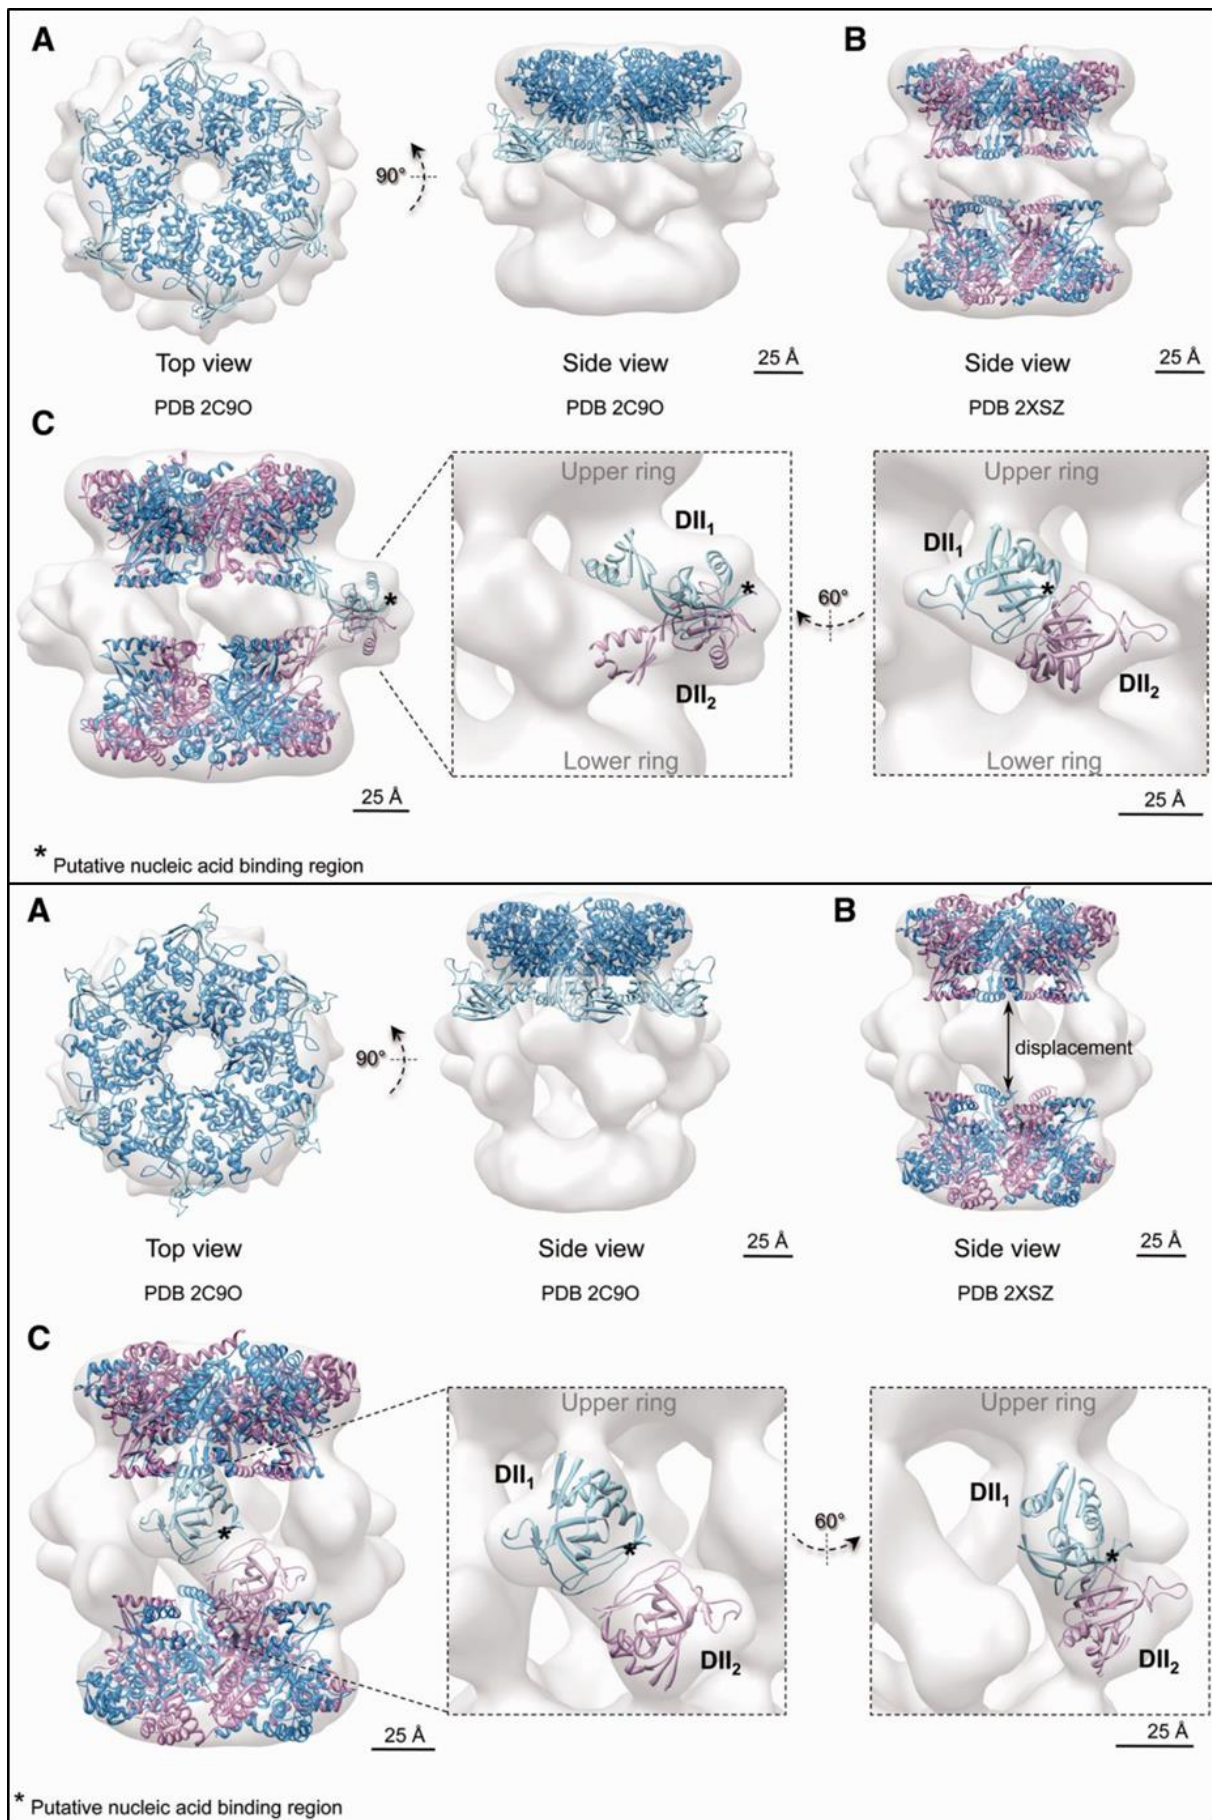 A
B
90°
Top view
Side view
25 Å
Side view
25 Å
PDB 2C9O
PDB 2C9O
PDB 2XSZ
C
Upper ring
DII₁
*
DII₂
Lower ring
60°
Upper ring
DII₁
*
DII₂
Lower ring
*
25 Å
25 Å
* Putative nucleic acid binding region
A
B
90°
displacement
Top view
Side view
25 Å
Side view
25 Å
PDB 2C9O
PDB 2C9O
PDB 2XSZ
C
*
Upper ring
DII₁
*
DII₂
60°
Upper ring
DII₁
*
DII₂
25 Å
25 Å
* Putative nucleic acid binding region